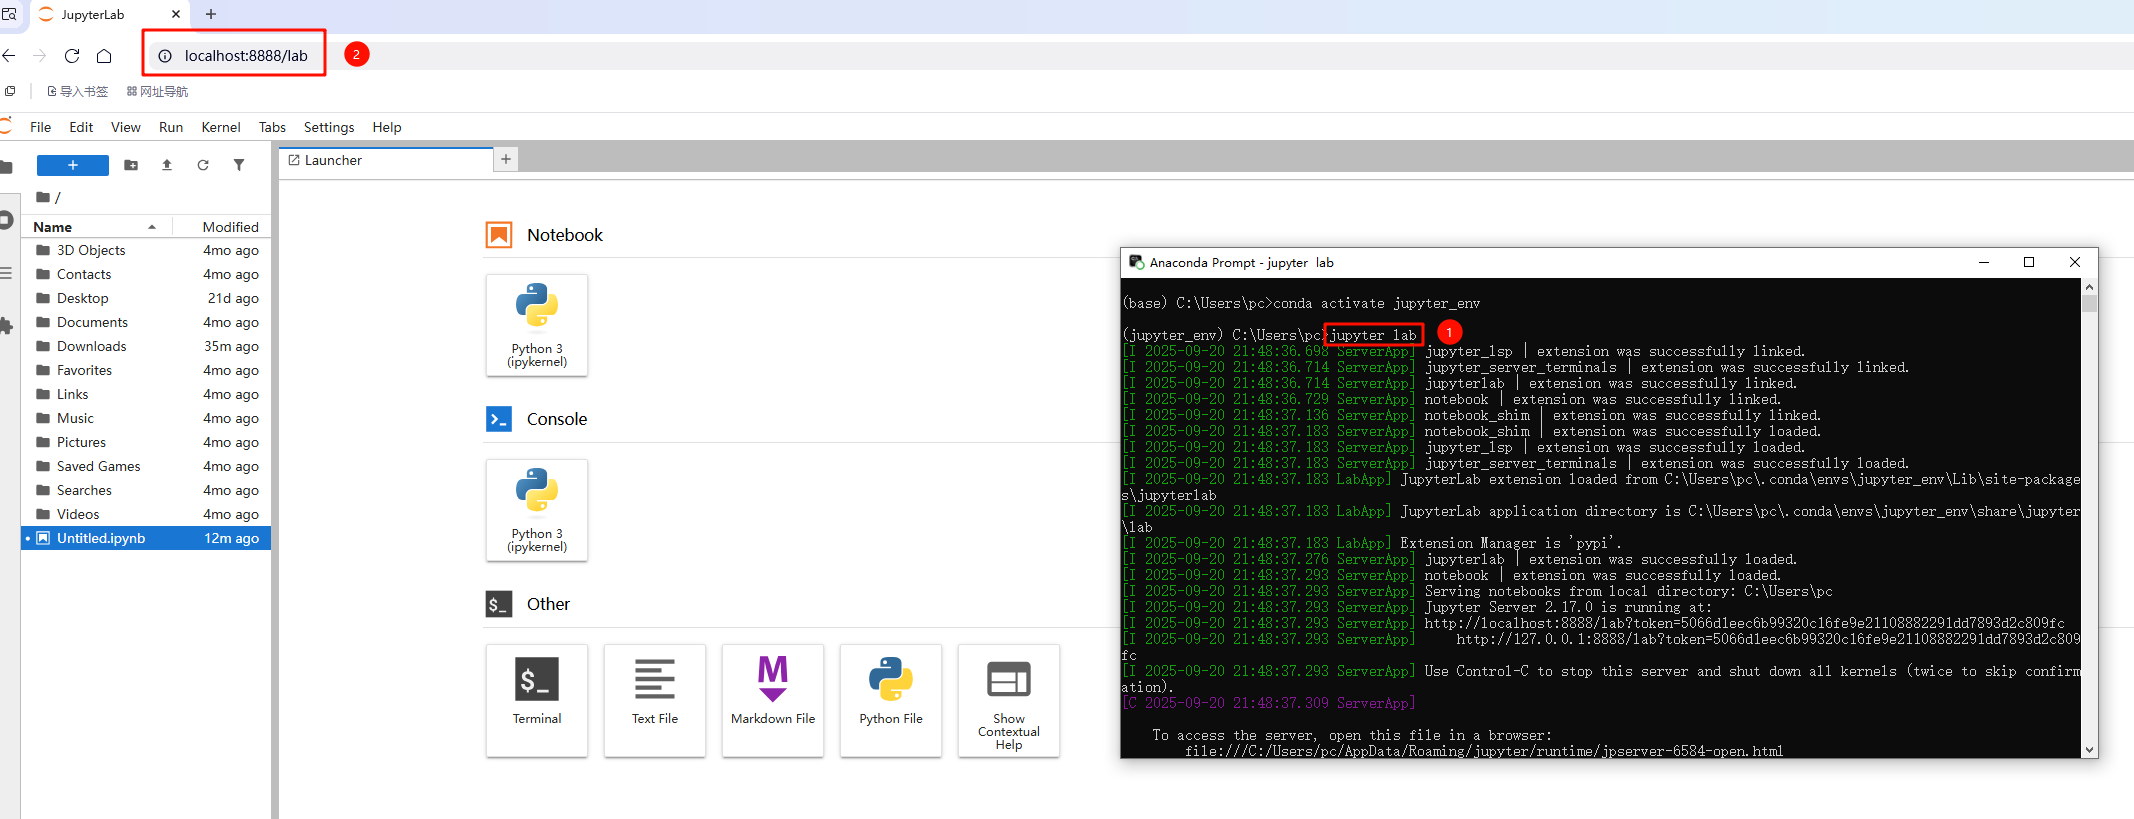 JupyterLab
localhost:8888/lab
2
导入书签
网址导航
File Edit View Run Kernel Tabs Settings Help
Launcher
/
Name Modified
3D Objects 4mo ago
Contacts 4mo ago
Desktop 21d ago
Documents 4mo ago
Downloads 35m ago
Favorites 4mo ago
Links 4mo ago
Music 4mo ago
Pictures 4mo ago
Saved Games 4mo ago
Searches 4mo ago
Videos 4mo ago
Untitled.ipynb 12m ago
Notebook
Python 3
(ipykernel)
Console
Python 3
(ipykernel)
Other
$_
Terminal
Text File
Markdown File
Python File
Show
Contextual
Help
Anaconda Prompt - jupyter lab
(base) C:\Users\pc>conda activate jupyter_env
(jupyter_env) C:\Users\pc>jupyter lab
1
[I 2025-09-20 21:48:36.698 ServerApp] jupyter_lsp | extension was successfully linked.
[I 2025-09-20 21:48:36.714 ServerApp] jupyter_server_terminals | extension was successfully linked.
[I 2025-09-20 21:48:36.714 ServerApp] jupyterlab | extension was successfully linked.
[I 2025-09-20 21:48:36.729 ServerApp] notebook | extension was successfully linked.
[I 2025-09-20 21:48:37.136 ServerApp] notebook_shim | extension was successfully linked.
[I 2025-09-20 21:48:37.183 ServerApp] notebook_shim | extension was successfully loaded.
[I 2025-09-20 21:48:37.183 ServerApp] jupyter_lsp | extension was successfully loaded.
[I 2025-09-20 21:48:37.183 ServerApp] jupyter_server_terminals | extension was successfully loaded.
[I 2025-09-20 21:48:37.183 LabApp] JupyterLab extension loaded from C:\Users\pc\.conda\envs\jupyter_env\Lib\site-package
s\jupyterlab
[I 2025-09-20 21:48:37.183 LabApp] JupyterLab application directory is C:\Users\pc\.conda\envs\jupyter_env\share\jupyter
\lab
[I 2025-09-20 21:48:37.183 LabApp] Extension Manager is 'pypi'.
[I 2025-09-20 21:48:37.276 ServerApp] jupyterlab | extension was successfully loaded.
[I 2025-09-20 21:48:37.293 ServerApp] notebook | extension was successfully loaded.
[I 2025-09-20 21:48:37.293 ServerApp] Serving notebooks from local directory: C:\Users\pc
[I 2025-09-20 21:48:37.293 ServerApp] Jupyter Server 2.17.0 is running at:
[I 2025-09-20 21:48:37.293 ServerApp] http://localhost:8888/lab?token=5066d1eec6b99320c16fe9e21108882291dd7893d2c809fc
[I 2025-09-20 21:48:37.293 ServerApp]     http://127.0.0.1:8888/lab?token=5066d1eec6b99320c16fe9e21108882291dd7893d2c809
fc
[I 2025-09-20 21:48:37.293 ServerApp] Use Control-C to stop this server and shut down all kernels (twice to skip confirm
ation).
[C 2025-09-20 21:48:37.309 ServerApp]
To access the server, open this file in a browser:
file:///C:/Users/pc/AppData/Roaming/jupyter/runtime/jpserver-6584-open.html